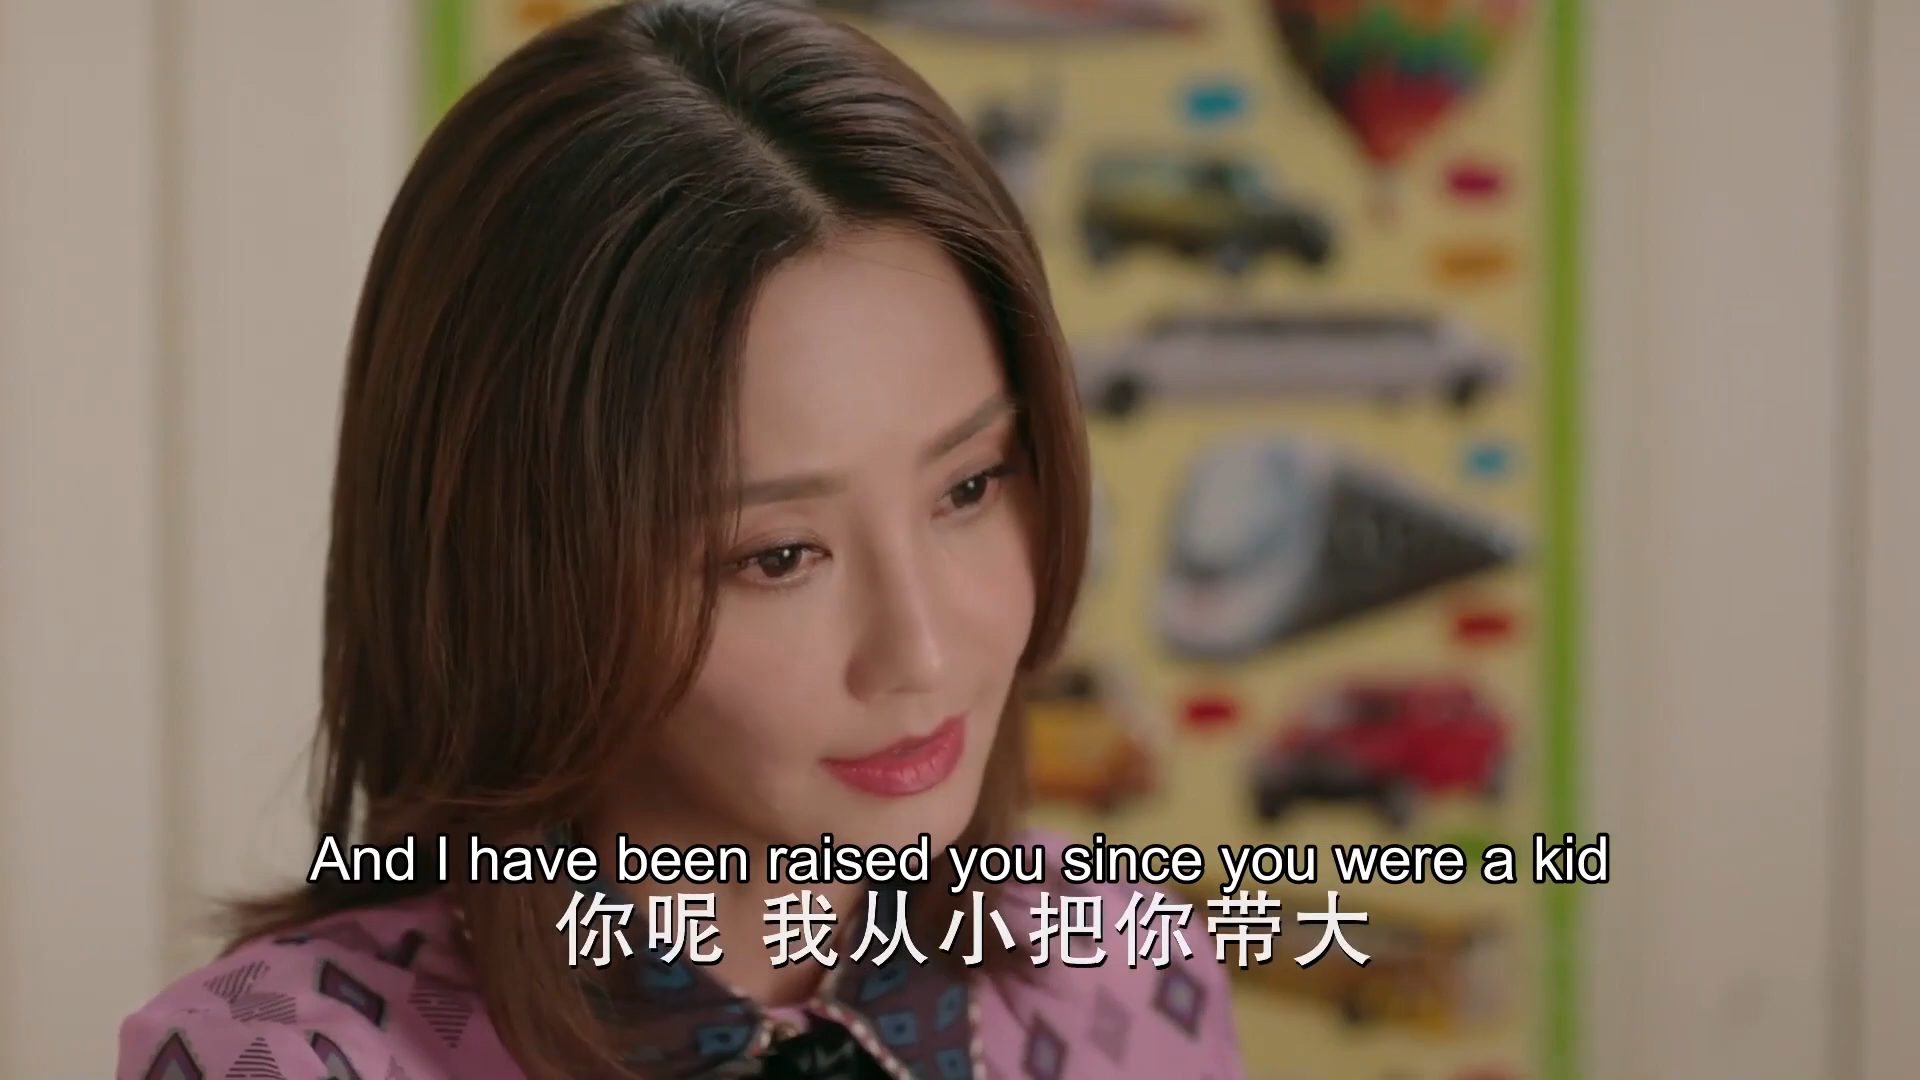 And I have been raised you since you were a kid
你呢 我从小把你带大